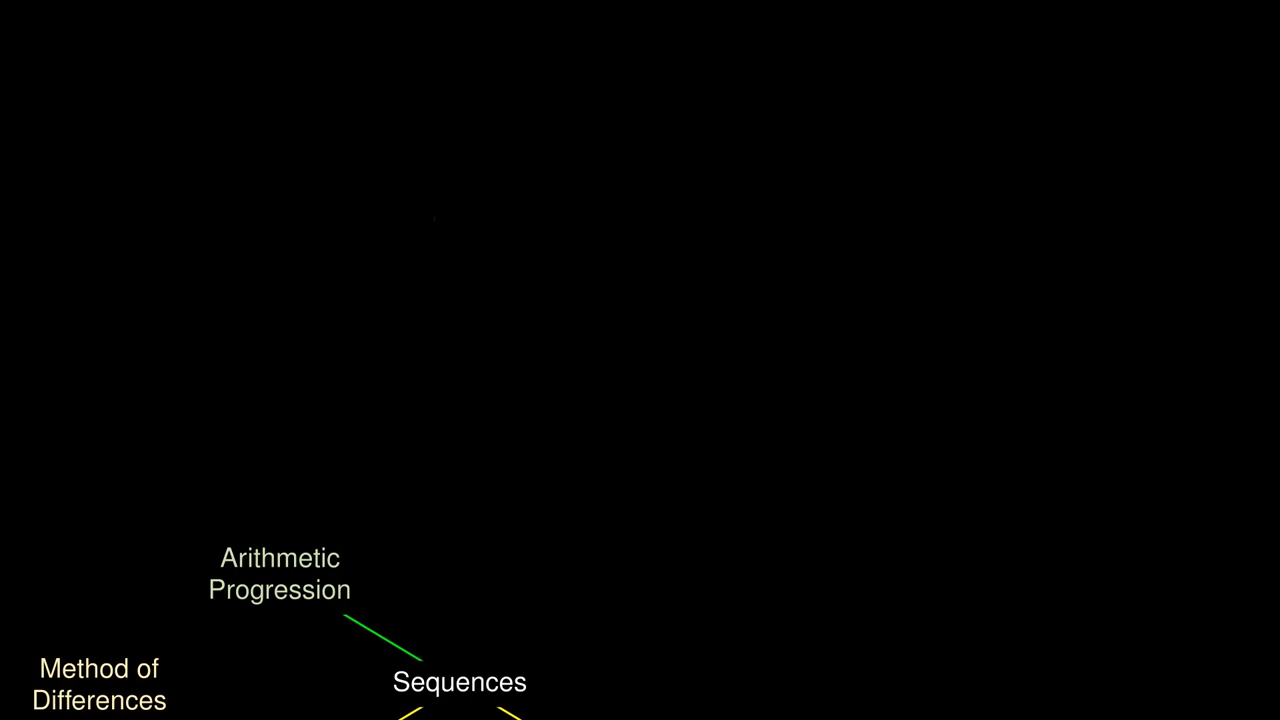 Arithmetic
Progression
Method of
Differences
Sequences